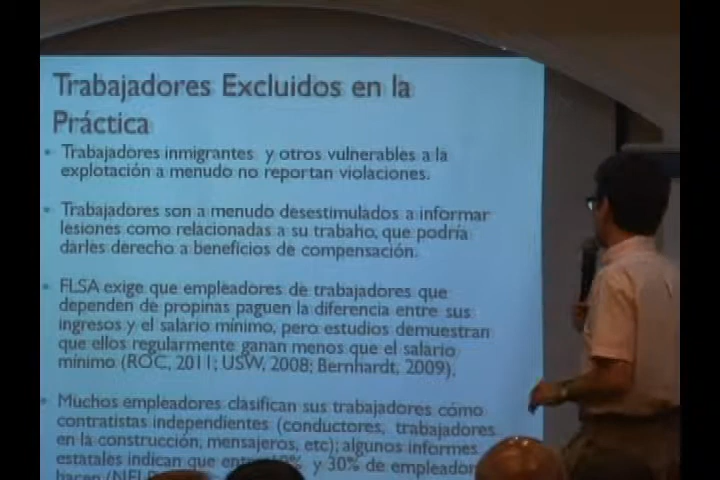 Trabajadores Excluidos en la
Práctica
• Trabajadores inmigrantes y otros vulnerables a la
explotación a menudo no reportan violaciones.
• Trabajadores son a menudo desestimulados a informar
lesiones como relacionadas a su trabaho, que podría
darles derecho a beneficios de compensación.
• FLSA exige que empleadores de trabajadores que
dependen de propinas paguen la diferencia entre sus
ingresos y el salario mínimo, pero estudios demuestran
que ellos regularmente ganan menos que el salario
mínimo (ROC, 2011; USW, 2008; Bernhardt, 2009).
• Muchos empleadores clasifican sus trabajadores cómo
contratistas independientes (conductores, trabajadores
en la construcción, mensajeros, etc); algunos informes
estatales indican que y 30% de
hacen